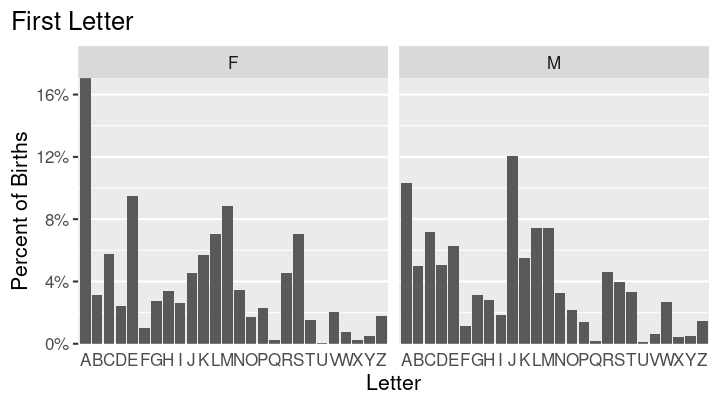 First Letter
F
M
Percent of Births
16%
12%
8%
4%
0%
ABCDEFGHIJKLMNOPQRSTUVWXYZ
ABCDEFGHIJKLMNOPQRSTUVWXYZ
Letter